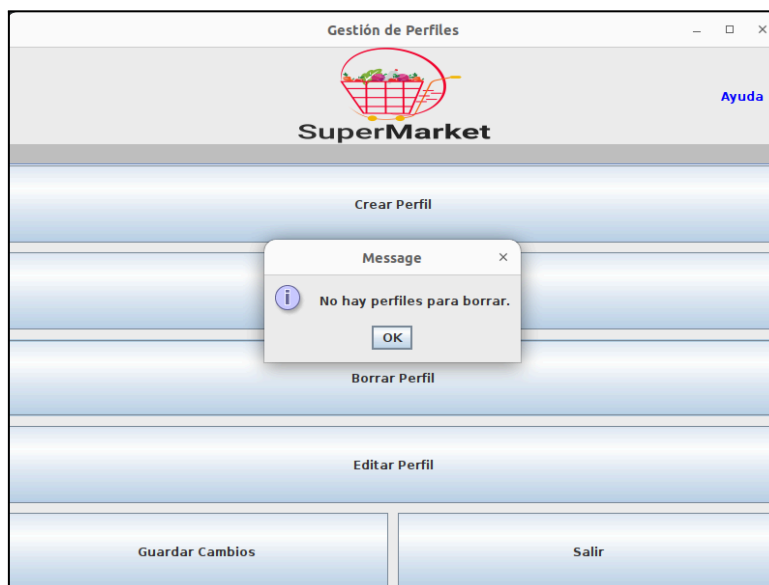 Gestión de Perfiles
SuperMarket
Ayuda
Crear Perfil
Message
No hay perfiles para borrar.
OK
Borrar Perfil
Editar Perfil
Guardar Cambios
Salir